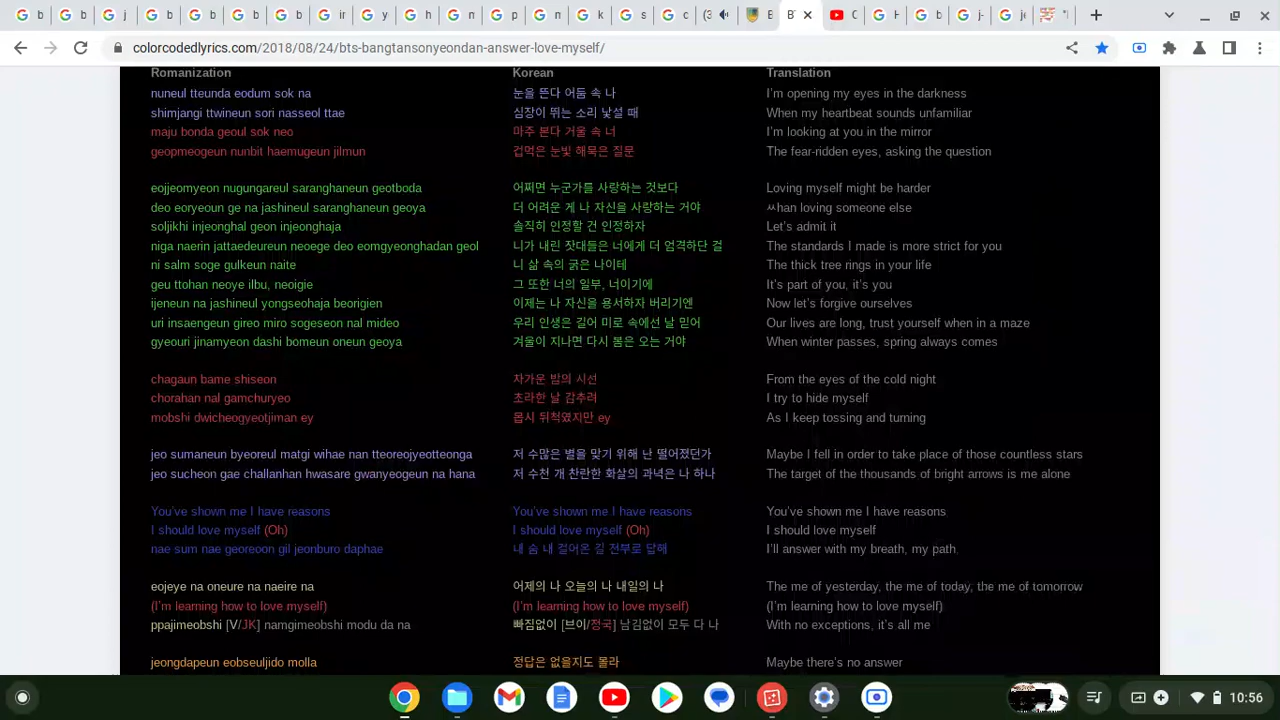 colorcodedlyrics.com/2018/08/24/bts-bangtansonyeondan-answer-love-myself/
Romanization Korean Translation
nuneul tteunda eodum sok na 눈을 뜬다 어둠 속 나 I'm opening my eyes in the darkness
shimjangi ttwineun sori nasseol ttae 심장이 뛰는 소리 낯설 때 When my heartbeat sounds unfamiliar
maju bonda geoul sok neo 마주 본다 거울 속 너 I'm looking at you in the mirror
geopmeogeun nunbit haemugeun jilmun 겁먹은 눈빛 해묵은 질문 The fear-ridden eyes, asking the question
eojjeomyeon nugungareul saranghaneun geotboda 어쩌면 누군가를 사랑하는 것보다 Loving myself might be harder
deo eoryeoun ge na jashineul saranghaneun geoya 더 어려운 게 나 자신을 사랑하는 거야 ㅆhan loving someone else
soljikhi injeonghal geon injeonghaja 솔직히 인정할 건 인정하자 Let's admit it
niga naerin jattaedeureun neoege deo eomgyeonghadan geol 니가 내린 잣대들은 너에게 더 엄격하단 걸 The standards I made is more strict for you
ni salm soge gulkeun naite 니 삶 속의 굵은 나이테 The thick tree rings in your life
geu ttohan neoye ilbu, neoigie 그 또한 너의 일부, 너이기에 It's part of you, it's you
ijeneun na jashineul yongseohaja beorigien 이제는 나 자신을 용서하자 버리기엔 Now let's forgive ourselves
uri insaengeun gireo miro sogeseon nal mideo 우리 인생은 길어 미로 속에선 날 믿어 Our lives are long, trust yourself when in a maze
gyeouri jinamyeon dashi bomeun oneun geoya 겨울이 지나면 다시 봄은 오는 거야 When winter passes, spring always comes
chagaun bame shiseon 차가운 밤의 시선 From the eyes of the cold night
chorahan nal gamchuryeo 초라한 날 감추려 I try to hide myself
mobshi dwicheogyeotjiman ey 몹시 뒤척였지만 ey As I keep tossing and turning
jeo sumaneun byeoreul matgi wihae nan tteoreojyeotteonga 저 수많은 별을 맞기 위해 난 떨어졌던가 Maybe I fell in order to take place of those countless stars
jeo sucheon gae challanhan hwasare gwanyeogeun na hana 저 수천 개 찬란한 화살의 과녁은 나 하나 The target of the thousands of bright arrows is me alone
You've shown me I have reasons You've shown me I have reasons You've shown me I have reasons
I should love myself (Oh) I should love myself (Oh) I should love myself
nae sum nae georeoon gil jeonburo daphae 내 숨 내 걸어온 길 전부로 답해 I'll answer with my breath, my path.
eojeye na oneure na naeire na 어제의 나 오늘의 나 내일의 나 The me of yesterday, the me of today, the me of tomorrow
(I'm learning how to love myself) (I'm learning how to love myself) (I'm learning how to love myself)
ppajimeobshi [V/JK] namgimeobshi modu da na 빠짐없이 [브이/정국] 남김없이 모두 다 나 With no exceptions, it's all me
jeongdapeun eobseuljido molla 정답은 없을지도 몰라 Maybe there's no answer
10:56